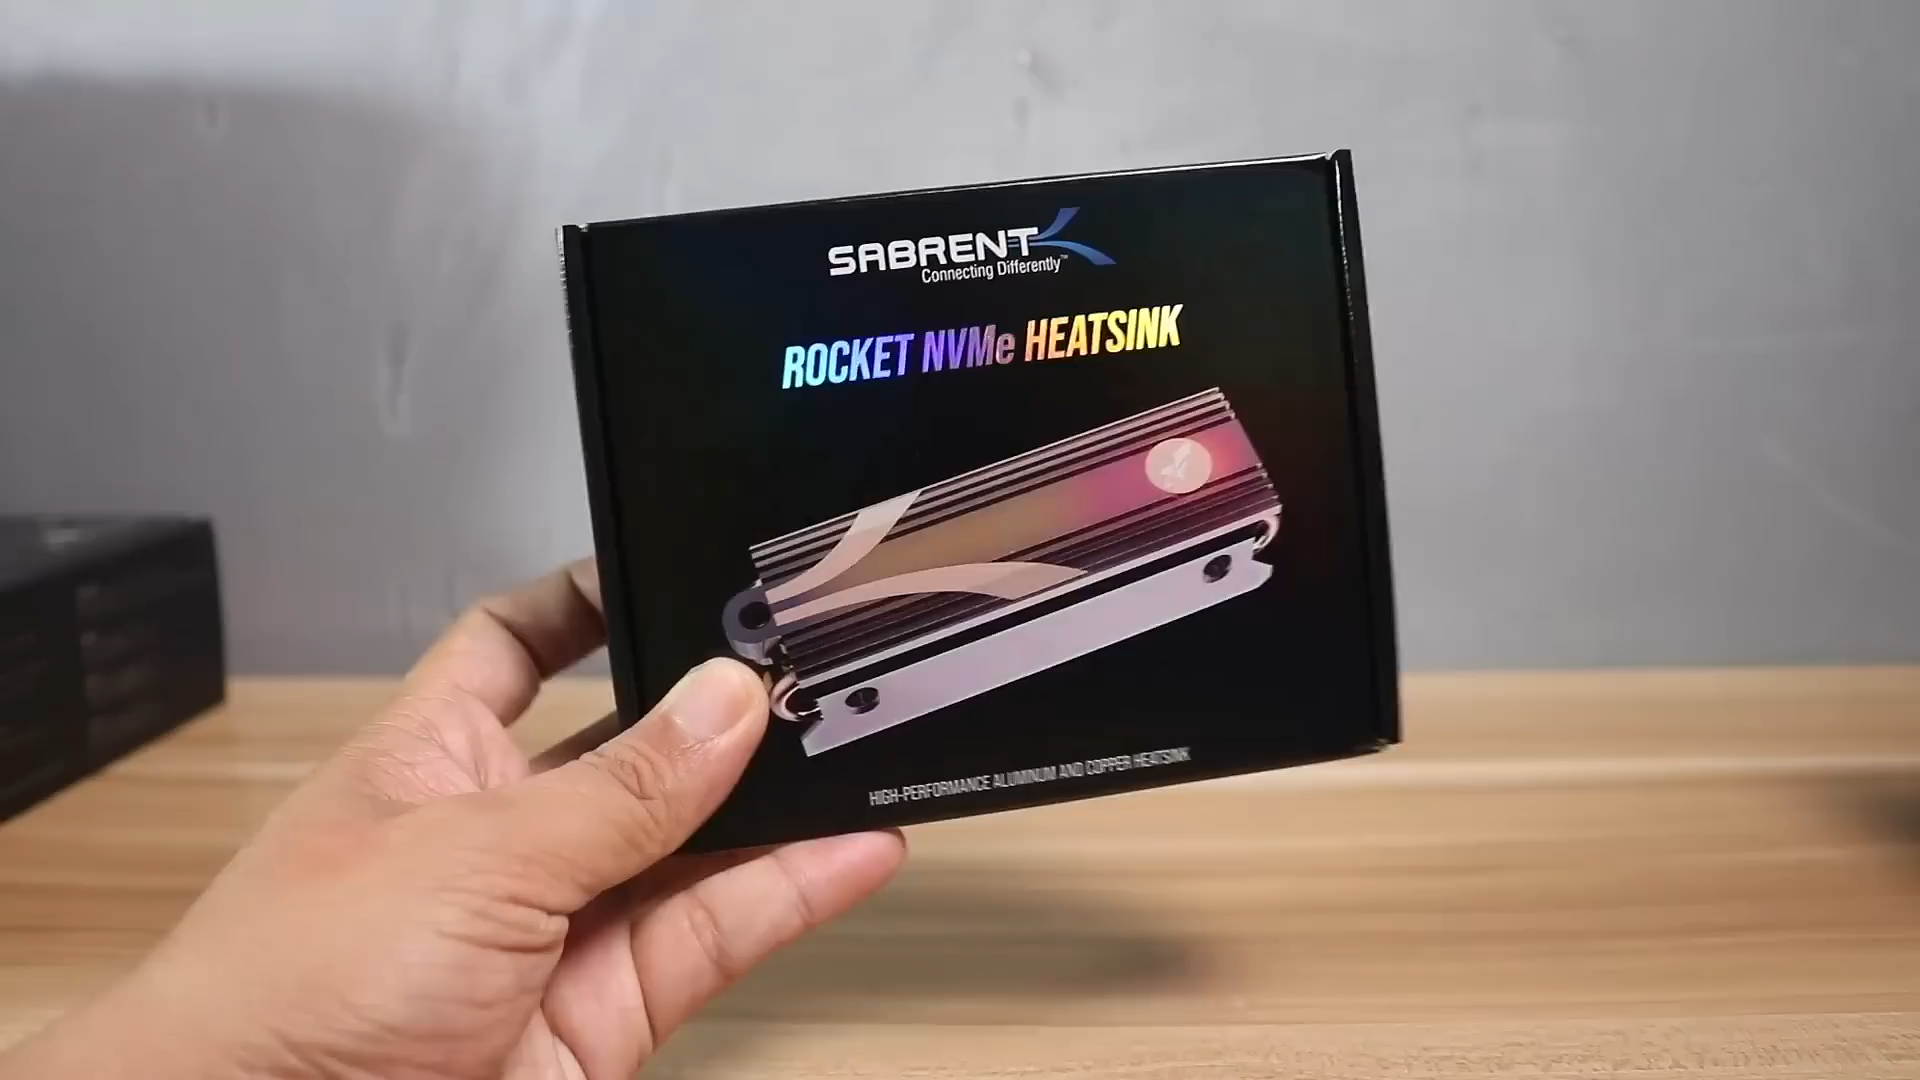 SABRENT
Connecting Differently™
ROCKET NVMe HEATSINK
HIGH-PERFORMANCE ALUMINUM AND COPPER HEATSINK